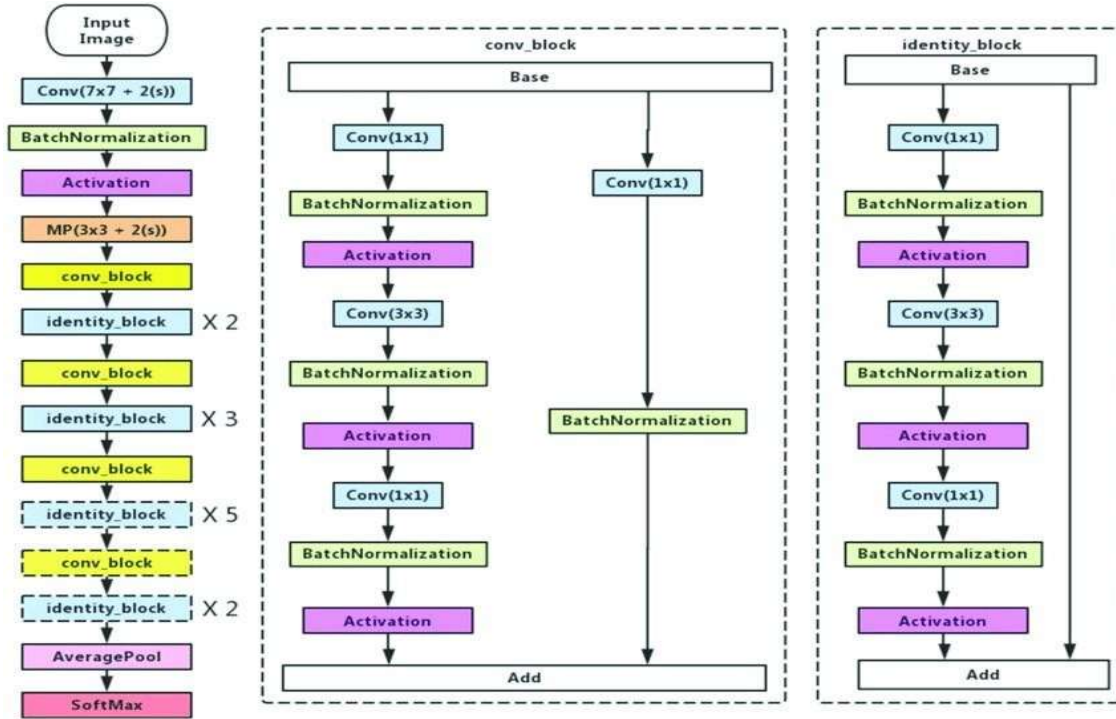 Input
Image
Conv(7x7 + 2(s))
BatchNormalization
Activation
MP(3x3 + 2(s))
conv_block
identity_block X 2
conv_block
identity_block X 3
conv_block
identity_block X 5
conv_block
identity_block X 2
AveragePool
SoftMax
conv_block
Base
Conv(1x1)
BatchNormalization
Activation
Conv(3x3)
BatchNormalization
Activation
Conv(1x1)
BatchNormalization
Activation
Conv(1x1)
BatchNormalization
Add
identity_block
Base
Conv(1x1)
BatchNormalization
Activation
Conv(3x3)
BatchNormalization
Activation
Conv(1x1)
BatchNormalization
Activation
Add